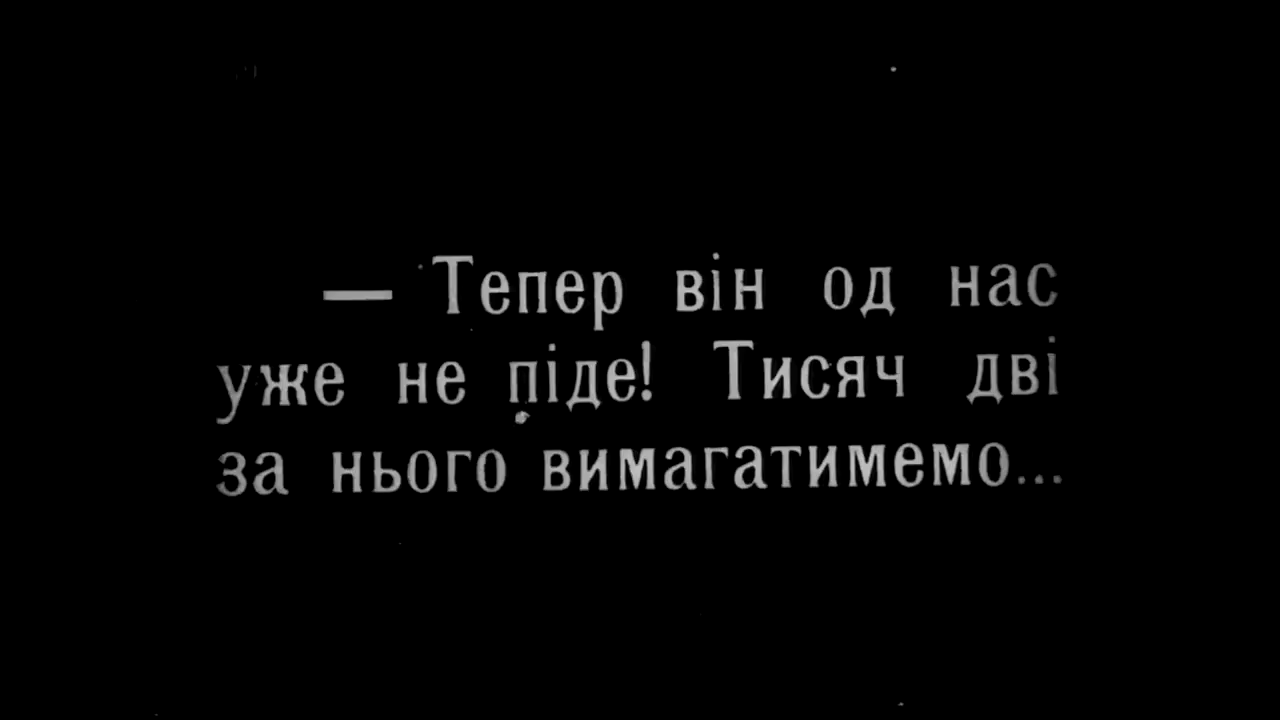 — Тепер він од нас
уже не піде! Тисяч дві
за нього вимагатимемо...